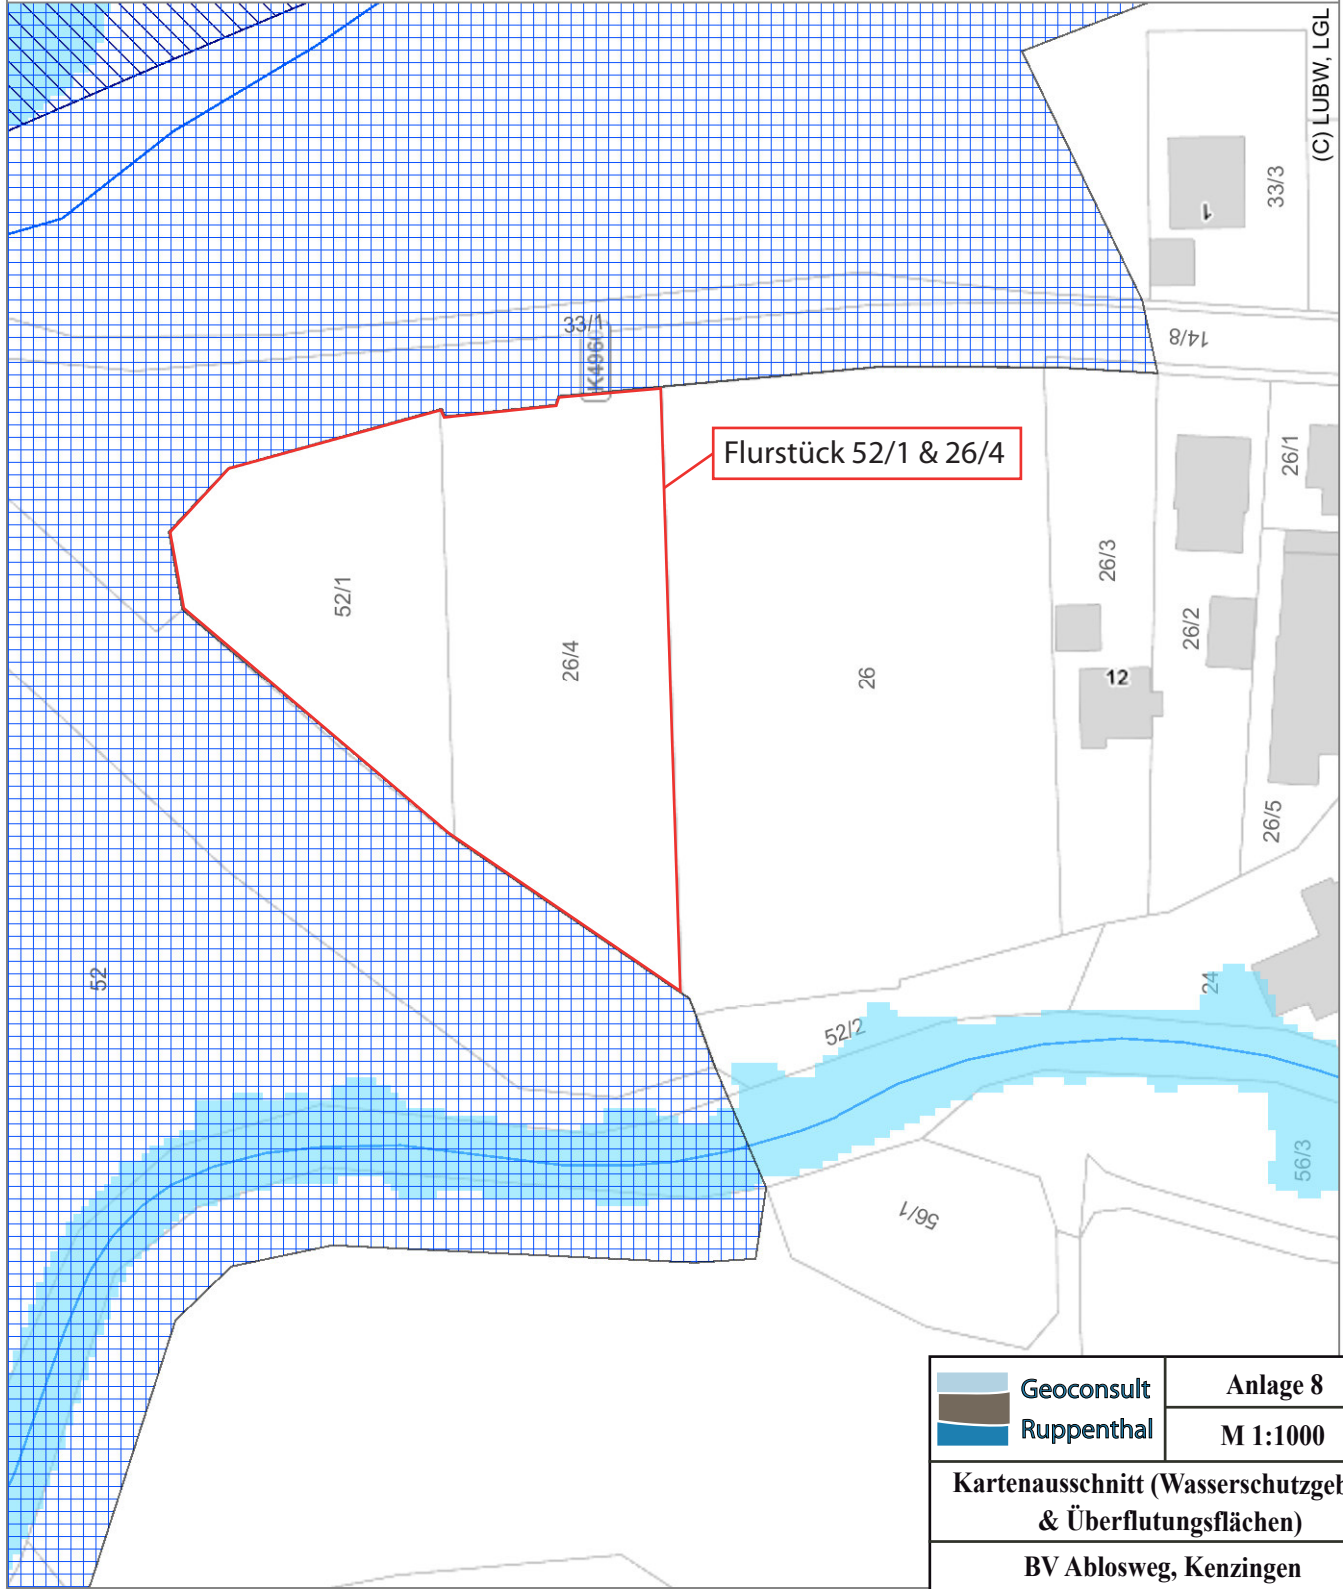 (C) LUBW, LGL
33/3
1
33/1
K496
14/8
Flurstück 52/1 & 26/4
26/1
26/3
52/1
26/2
26/4
26
12
26/5
52
24
52/2
56/3
56/1
Geoconsult
Ruppenthal
Anlage 8
M 1:1000
Kartenausschnitt (Wasserschutzgeb
& Überflutungsflächen)
BV Ablosweg, Kenzingen